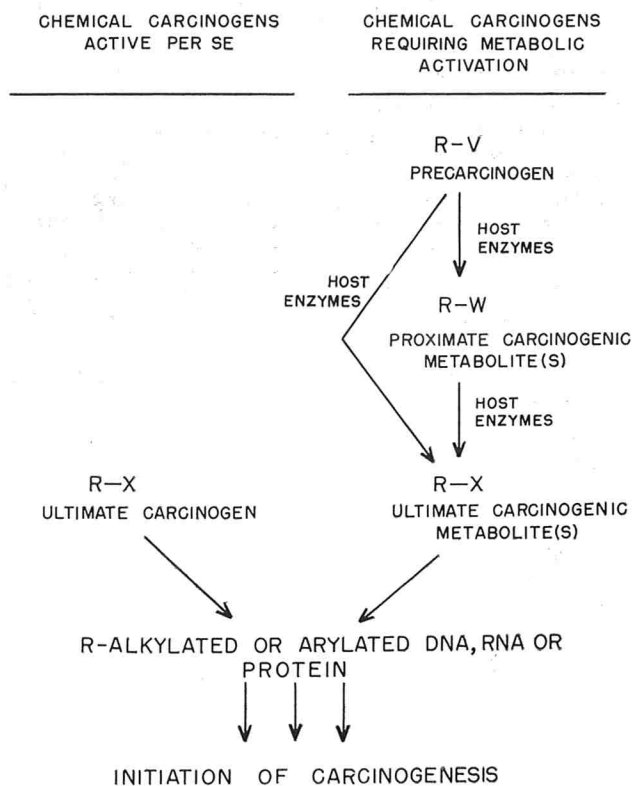 CHEMICAL CARCINOGENS
ACTIVE PER SE
CHEMICAL CARCINOGENS
REQUIRING METABOLIC
ACTIVATION
R-V
PRECARCINOGEN
HOST
ENZYMES
HOST
ENZYMES
R-W
PROXIMATE CARCINOGENIC
METABOLITE(S)
HOST
ENZYMES
R-X
ULTIMATE CARCINOGEN
R-X
ULTIMATE CARCINOGENIC
METABOLITE(S)
R-ALKYLATED OR ARYLATED DNA, RNA OR
PROTEIN
INITIATION OF CARCINOGENESIS